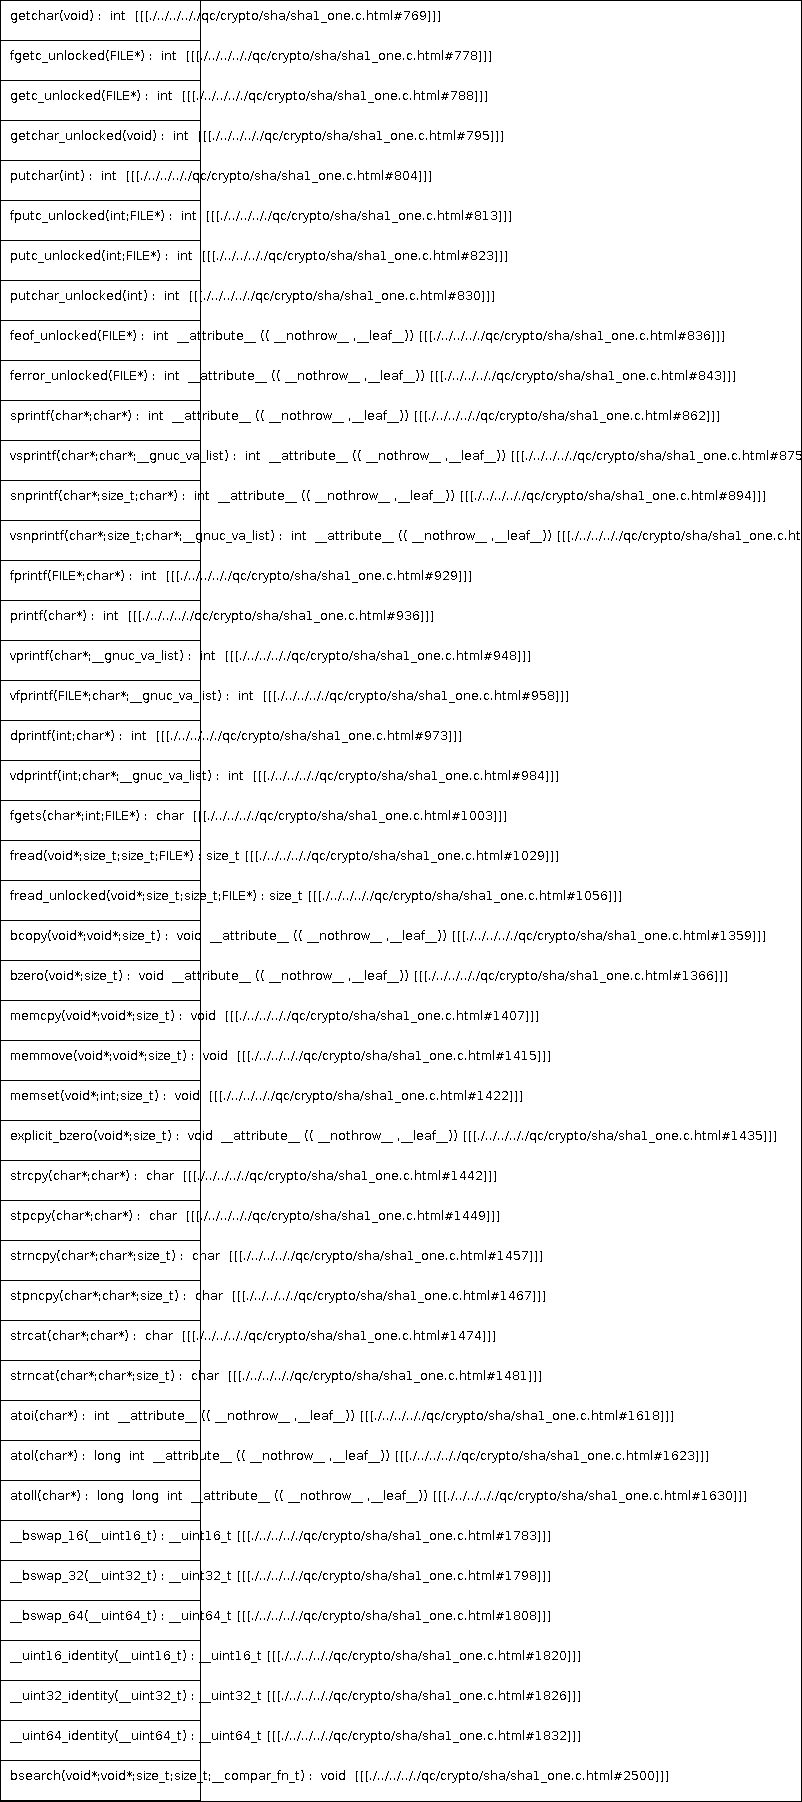 getchar(void) : int [[[./../../../../qc/crypto/sha/sha1_one.c.html#769]]]
fgetc_unlocked(FILE*) : int [[[./../../../../qc/crypto/sha/sha1_one.c.html#778]]]
getc_unlocked(FILE*) : int [[[./../../../../qc/crypto/sha/sha1_one.c.html#788]]]
getchar_unlocked(void) : int [[[./../../../../qc/crypto/sha/sha1_one.c.html#795]]]
putchar(int) : int [[[./../../../../qc/crypto/sha/sha1_one.c.html#804]]]
fputc_unlocked(int;FILE*) : int [[[./../../../../qc/crypto/sha/sha1_one.c.html#813]]]
putc_unlocked(int;FILE*) : int [[[./../../../../qc/crypto/sha/sha1_one.c.html#823]]]
putchar_unlocked(int) : int [[[./../../../../qc/crypto/sha/sha1_one.c.html#830]]]
feof_unlocked(FILE*) : int __attribute__ (( __nothrow__ ,__leaf__)) [[[./../../../../qc/crypto/sha/sha1_one.c.html#836]]]
ferror_unlocked(FILE*) : int __attribute__ (( __nothrow__ ,__leaf__)) [[[./../../../../qc/crypto/sha/sha1_one.c.html#843]]]
sprintf(char*;char*) : int __attribute__ (( __nothrow__ ,__leaf__)) [[[./../../../../qc/crypto/sha/sha1_one.c.html#862]]]
vsprintf(char*;char*;__gnuc_va_list) : int __attribute__ (( __nothrow__ ,__leaf__)) [[[./../../../../qc/crypto/sha/sha1_one.c.html#875
snprintf(char*;size_t;char*) : int __attribute__ (( __nothrow__ ,__leaf__)) [[[./../../../../qc/crypto/sha/sha1_one.c.html#894]]]
vsnprintf(char*;size_t;char*;__gnuc_va_list) : int __attribute__ (( __nothrow__ ,__leaf__)) [[[./../../../../qc/crypto/sha/sha1_one.c.ht
fprintf(FILE*;char*) : int [[[./../../../../qc/crypto/sha/sha1_one.c.html#929]]]
printf(char*) : int [[[./../../../../qc/crypto/sha/sha1_one.c.html#936]]]
vprintf(char*;__gnuc_va_list) : int [[[./../../../../qc/crypto/sha/sha1_one.c.html#948]]]
vfprintf(FILE*;char*;__gnuc_va_list) : int [[[./../../../../qc/crypto/sha/sha1_one.c.html#958]]]
dprintf(int;char*) : int [[[./../../../../qc/crypto/sha/sha1_one.c.html#973]]]
vdprintf(int;char*;__gnuc_va_list) : int [[[./../../../../qc/crypto/sha/sha1_one.c.html#984]]]
fgets(char*;int;FILE*) : char [[[./../../../../qc/crypto/sha/sha1_one.c.html#1003]]]
fread(void*;size_t;size_t;FILE*) : size_t [[[./../../../../qc/crypto/sha/sha1_one.c.html#1029]]]
fread_unlocked(void*;size_t;size_t;FILE*) : size_t [[[./../../../../qc/crypto/sha/sha1_one.c.html#1056]]]
bcopy(void*;void*;size_t) : void __attribute__ (( __nothrow__ ,__leaf__)) [[[./../../../../qc/crypto/sha/sha1_one.c.html#1359]]]
bzero(void*;size_t) : void __attribute__ (( __nothrow__ ,__leaf__)) [[[./../../../../qc/crypto/sha/sha1_one.c.html#1366]]]
memcpy(void*;void*;size_t) : void [[[./../../../../qc/crypto/sha/sha1_one.c.html#1407]]]
memmove(void*;void*;size_t) : void [[[./../../../../qc/crypto/sha/sha1_one.c.html#1415]]]
memset(void*;int;size_t) : void [[[./../../../../qc/crypto/sha/sha1_one.c.html#1422]]]
explicit_bzero(void*;size_t) : void __attribute__ (( __nothrow__ ,__leaf__)) [[[./../../../../qc/crypto/sha/sha1_one.c.html#1435]]]
strcpy(char*;char*) : char [[[./../../../../qc/crypto/sha/sha1_one.c.html#1442]]]
stpcpy(char*;char*) : char [[[./../../../../qc/crypto/sha/sha1_one.c.html#1449]]]
strncpy(char*;char*;size_t) : char [[[./../../../../qc/crypto/sha/sha1_one.c.html#1457]]]
stpncpy(char*;char*;size_t) : char [[[./../../../../qc/crypto/sha/sha1_one.c.html#1467]]]
strcat(char*;char*) : char [[[./../../../../qc/crypto/sha/sha1_one.c.html#1474]]]
strncat(char*;char*;size_t) : char [[[./../../../../qc/crypto/sha/sha1_one.c.html#1481]]]
atoi(char*) : int __attribute__ (( __nothrow__ ,__leaf__)) [[[./../../../../qc/crypto/sha/sha1_one.c.html#1618]]]
atol(char*) : long int __attribute__ (( __nothrow__ ,__leaf__)) [[[./../../../../qc/crypto/sha/sha1_one.c.html#1623]]]
atoll(char*) : long long int __attribute__ (( __nothrow__ ,__leaf__)) [[[./../../../../qc/crypto/sha/sha1_one.c.html#1630]]]
__bswap_16(__uint16_t) : __uint16_t [[[./../../../../qc/crypto/sha/sha1_one.c.html#1783]]]
__bswap_32(__uint32_t) : __uint32_t [[[./../../../../qc/crypto/sha/sha1_one.c.html#1798]]]
__bswap_64(__uint64_t) : __uint64_t [[[./../../../../qc/crypto/sha/sha1_one.c.html#1808]]]
__uint16_identity(__uint16_t) : __uint16_t [[[./../../../../qc/crypto/sha/sha1_one.c.html#1820]]]
__uint32_identity(__uint32_t) : __uint32_t [[[./../../../../qc/crypto/sha/sha1_one.c.html#1826]]]
__uint64_identity(__uint64_t) : __uint64_t [[[./../../../../qc/crypto/sha/sha1_one.c.html#1832]]]
bsearch(void*;void*;size_t;size_t;__compar_fn_t) : void [[[./../../../../qc/crypto/sha/sha1_one.c.html#2500]]]